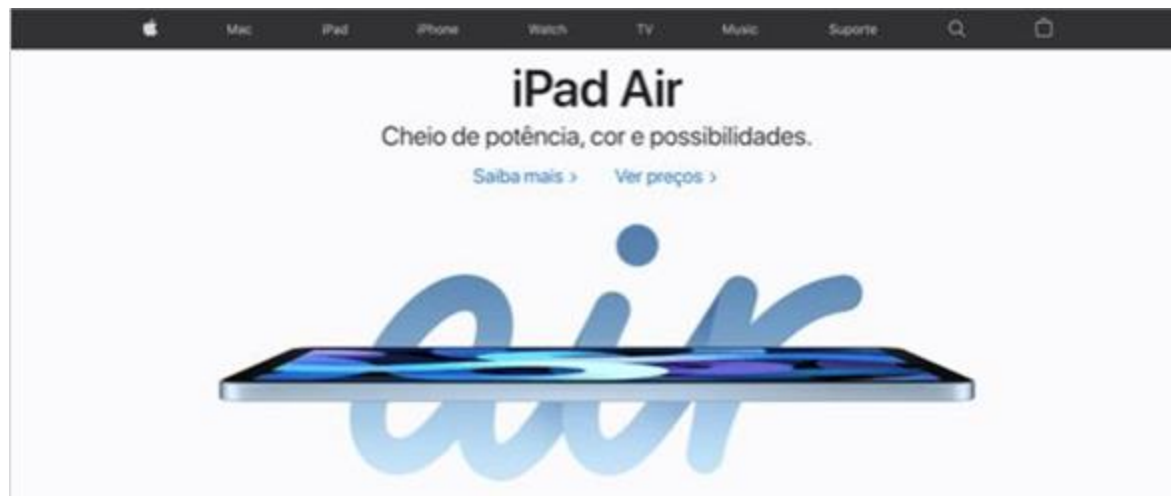 Mac iPad iPhone Watch TV Music Suporte
iPad Air
Cheio de potência, cor e possibilidades.
Saiba mais > Ver preços >
air